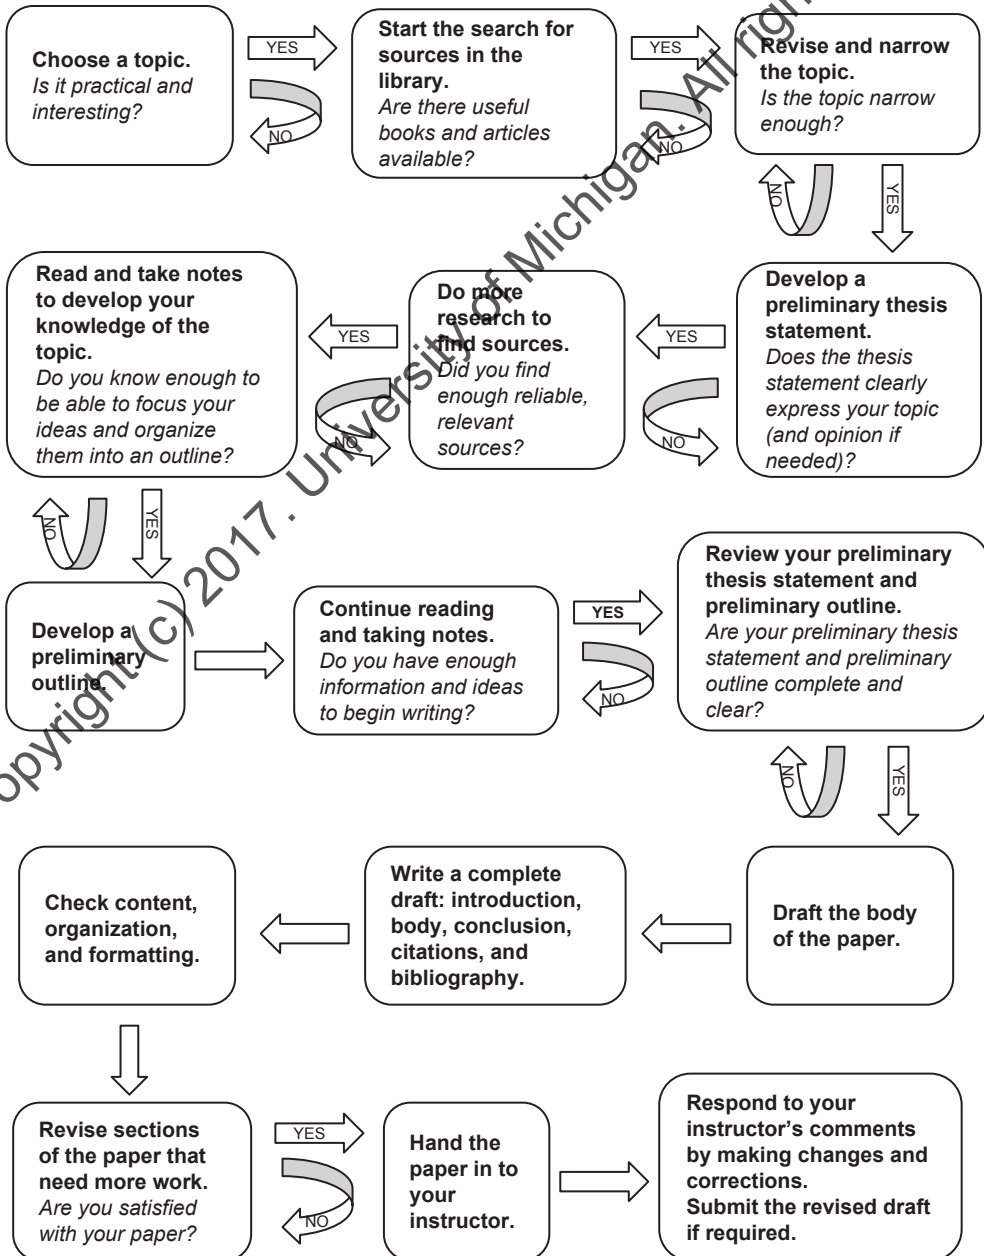 Choose a topic.
Is it practical and
interesting?
YES
NO
Start the search for
sources in the
library.
Are there useful
books and articles
available?
YES
NO
Revise and narrow
the topic.
Is the topic narrow
enough?
NO
YES
Develop a
preliminary thesis
statement.
Does the thesis
statement clearly
express your topic
(and opinion if
needed)?
YES
NO
Do more
research to
find sources.
Did you find
enough reliable,
relevant
sources?
YES
NO
Read and take notes
to develop your
knowledge of the
topic.
Do you know enough to
be able to focus your
ideas and organize
them into an outline?
NO
YES
Develop a
preliminary
outline.
Continue reading
and taking notes.
Do you have enough
information and ideas
to begin writing?
YES
NO
Review your preliminary
thesis statement and
preliminary outline.
Are your preliminary thesis
statement and preliminary
outline complete and
clear?
NO
YES
Draft the body
of the paper.
Write a complete
draft: introduction,
body, conclusion,
citations, and
bibliography.
Check content,
organization,
and formatting.
Revise sections
of the paper that
need more work.
Are you satisfied
with your paper?
YES
NO
Hand the
paper in to
your
instructor.
Respond to your
instructor's comments
by making changes and
corrections.
Submit the revised draft
if required.
opyright (c) 2017. University of Michigan. All righ